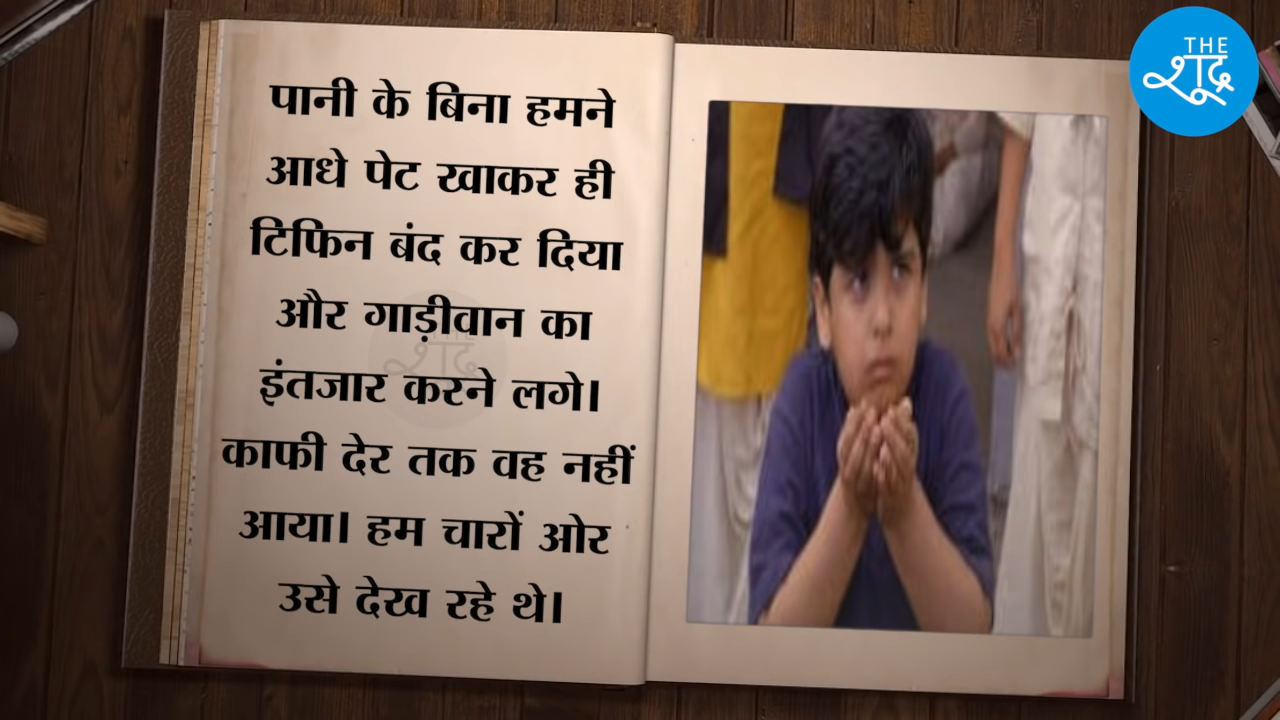 पानी के बिना हमने
आधे पेट खाकर ही
टिफिन बंद कर दिया
और गाड़ीवान का
इंतजार करने लगे।
काफी देर तक वह नहीं
आया। हम चारों ओर
उसे देख रहे थे।
THE
शब्द